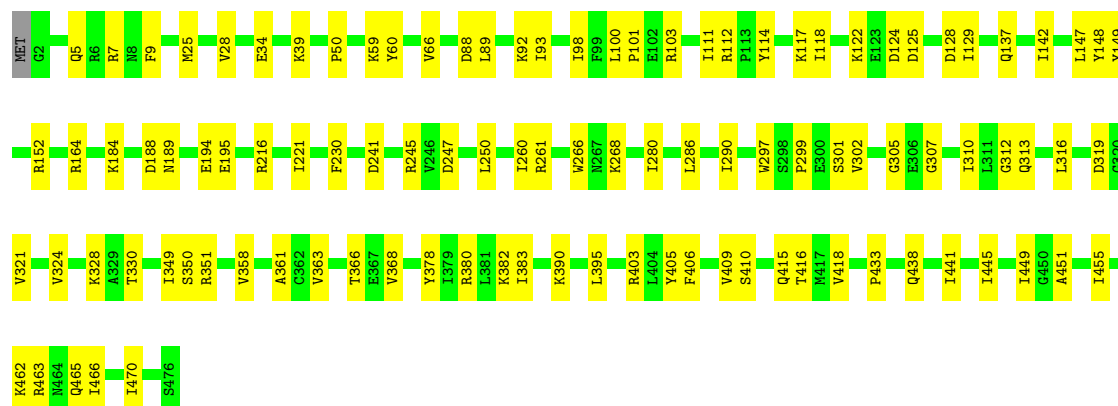 MET G2 Q5 R6 R7 N8 F9 M25 V28 E34 K39 P50 K59 Y60 V66 D88 L89 K92 I93 I98 F99 L100 P101 E102 R103 I111 R112 P113 Y114 K117 I118 K122 E123 D124 D125 D128 I129 Q137 I142 L147 Y148 Y149
R152 R164 K184 D188 N189 E194 E195 R216 I221 F230 D241 R245 V246 D247 L250 I260 R261 W266 N267 K268 I280 L286 I290 W297 S298 P299 E300 S301 V302 G305 E306 G307 I310 L311 G312 Q313 L316 D319 G320
V321 V324 K328 A329 T330 I349 S350 R351 V358 A361 C362 V363 T366 E367 V368 Y378 I379 R380 L381 K382 I383 K390 L395 R403 L404 Y405 F406 V409 S410 Q415 T416 M417 V418 P433 Q438 I441 I445 I449 G450 A451 I455
K462 R463 N464 Q465 I466 I470 S476